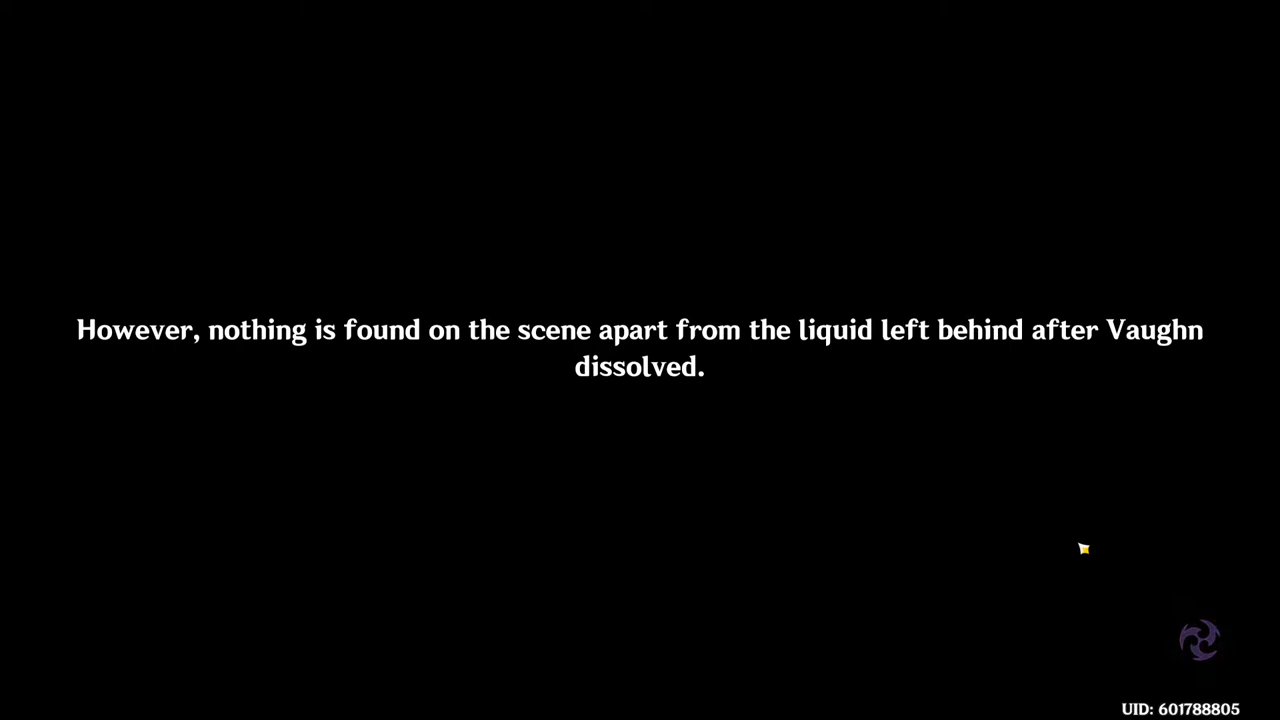 However, nothing is found on the scene apart from the liquid left behind after Vaughn
dissolved.
UID: 601788805